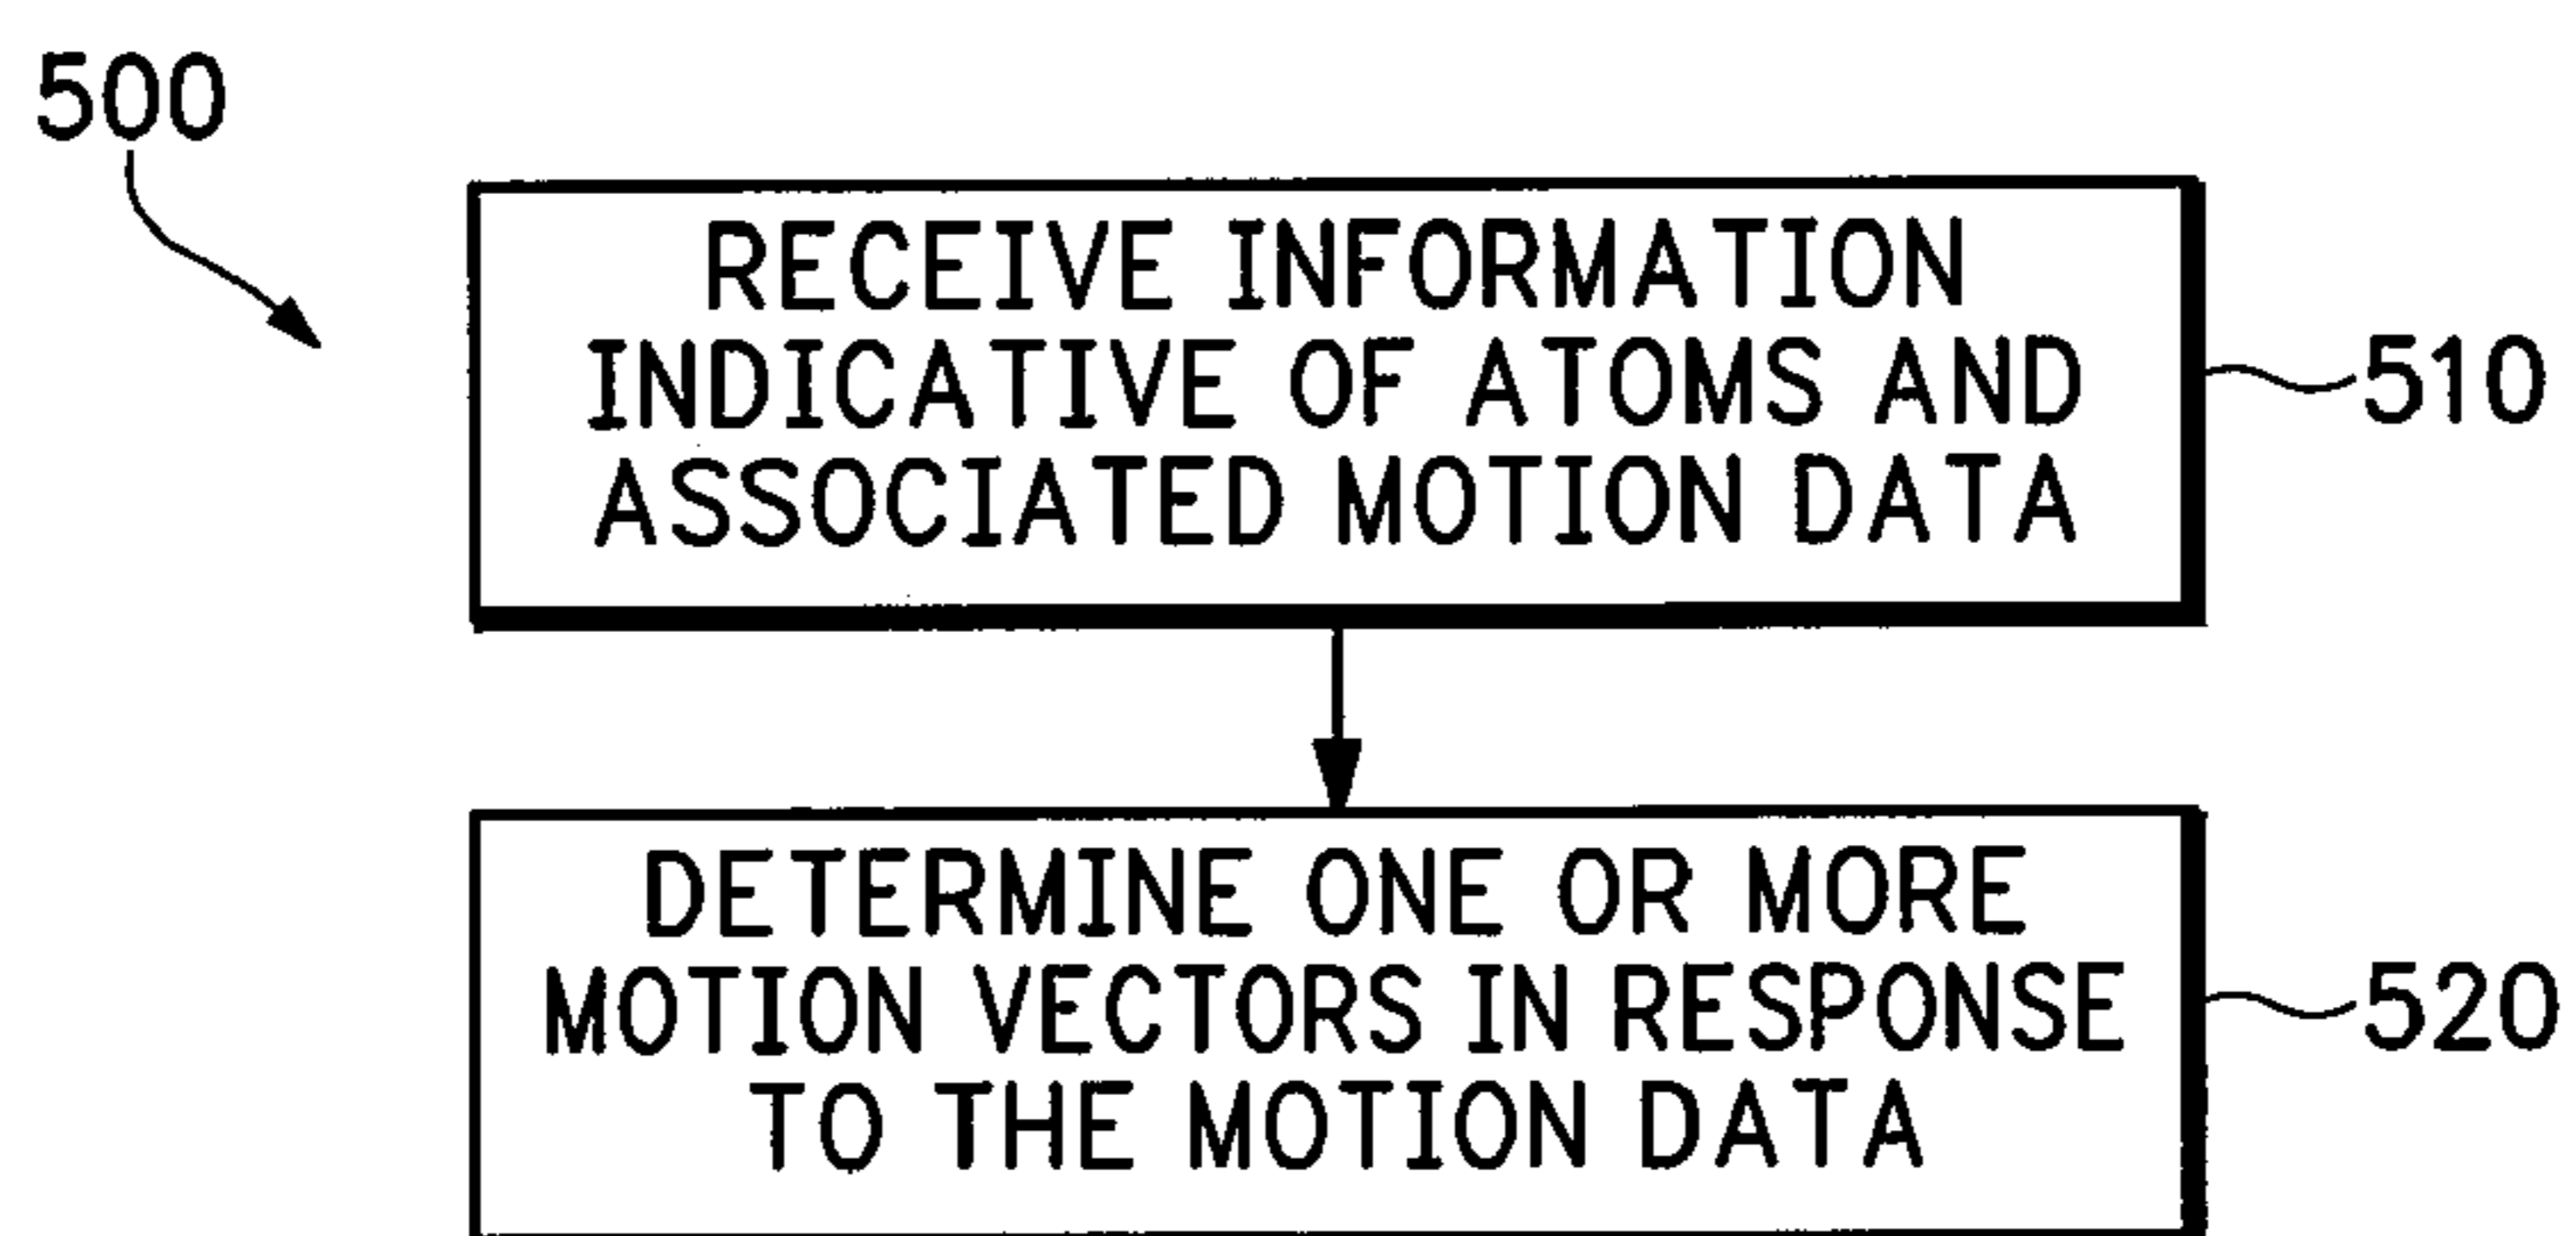 500
RECEIVE INFORMATION
INDICATIVE OF ATOMS AND
ASSOCIATED MOTION DATA
510
DETERMINE ONE OR MORE
MOTION VECTORS IN RESPONSE
TO THE MOTION DATA
520